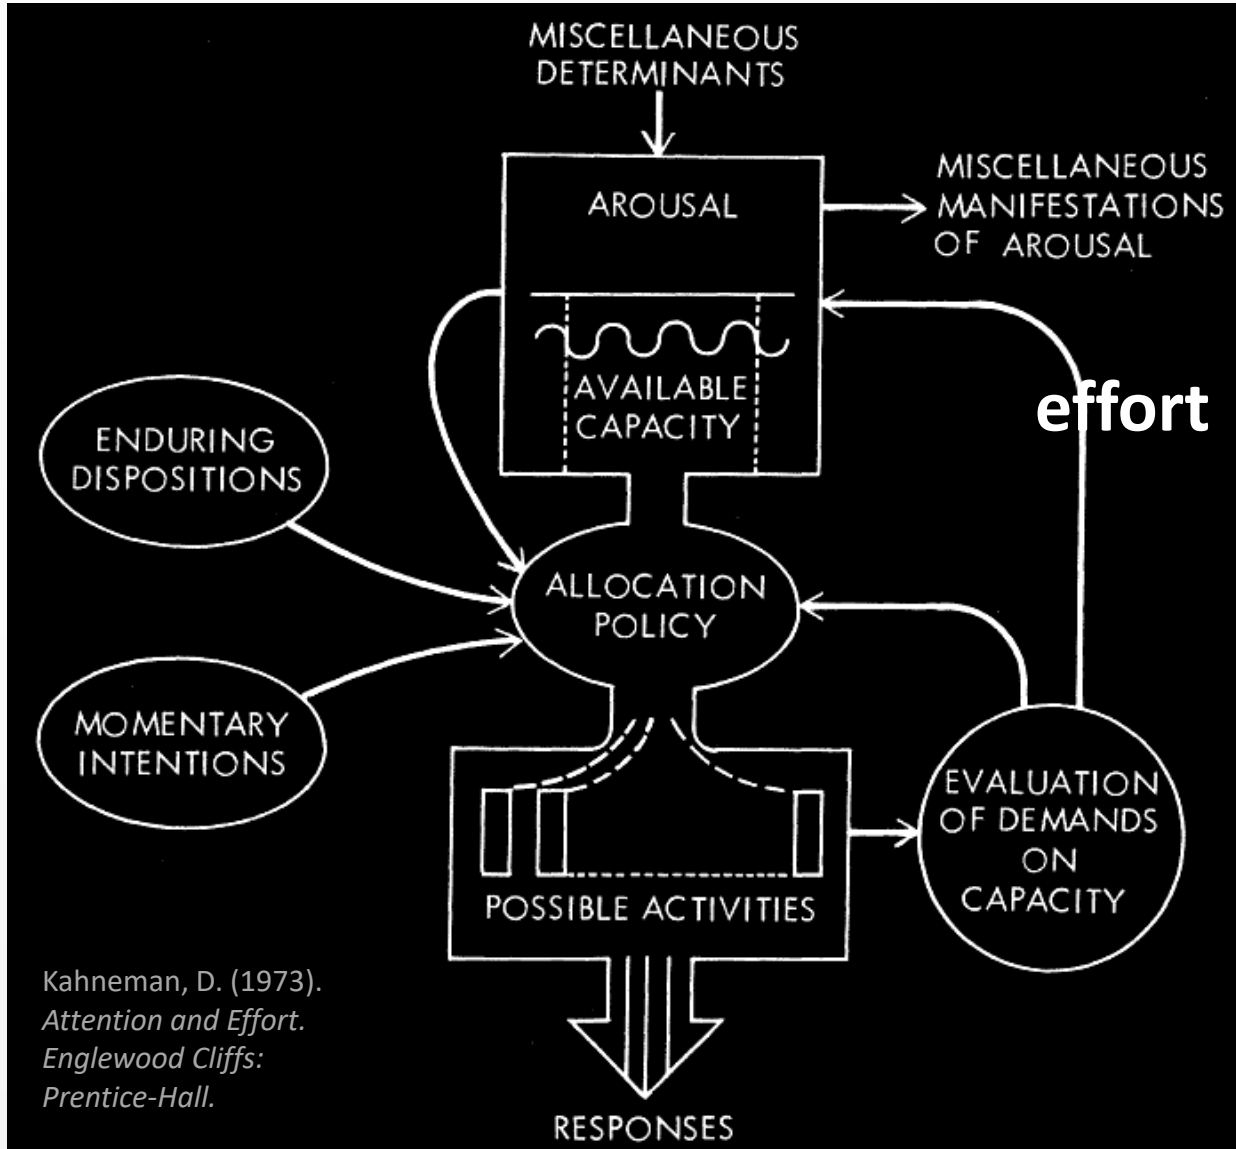 MISCELLANEOUS
DETERMINANTS
AROUSAL
MISCELLANEOUS
MANIFESTATIONS
OF AROUSAL
AVAILABLE
CAPACITY
effort
ENDURING
DISPOSITIONS
ALLOCATION
POLICY
MOMENTARY
INTENTIONS
EVALUATION
OF DEMANDS
ON
CAPACITY
POSSIBLE ACTIVITIES
Kahneman, D. (1973).
Attention and Effort.
Englewood Cliffs:
Prentice-Hall.
RESPONSES